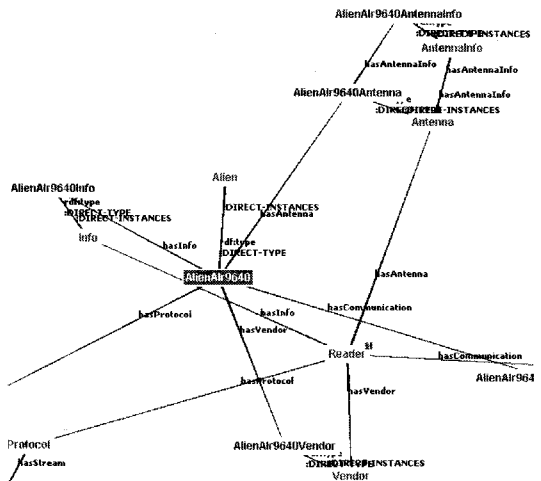 AlienAlr9640AntennaInfo
:DIRECT-INSTANCES
AntennaInfo
hasAntennaInfo
hasAntennaInfo
hasAntennaInfo
AlienAlr9640Antenna
-INSTANCES
Antenna
Alien
AlienAlr9640Info
rdf:type
:DIRECT-TYPE
:DIRECT-INSTANCES
Info
:DIRECT-INSTANCES
hasAntenna
hasInfo
rdf:type
:DIRECT-TYPE
AlienAlr9640
hasAntenna
hasCommunication
hasProtocol
hasInfo
hasVendor
Reader
hasCommunication
AlienAlr964
hasProtocol
hasVendor
Protocol
HasStream
AlienAlr9640Vendor
:DIRECT-INSTANCES
Vendor